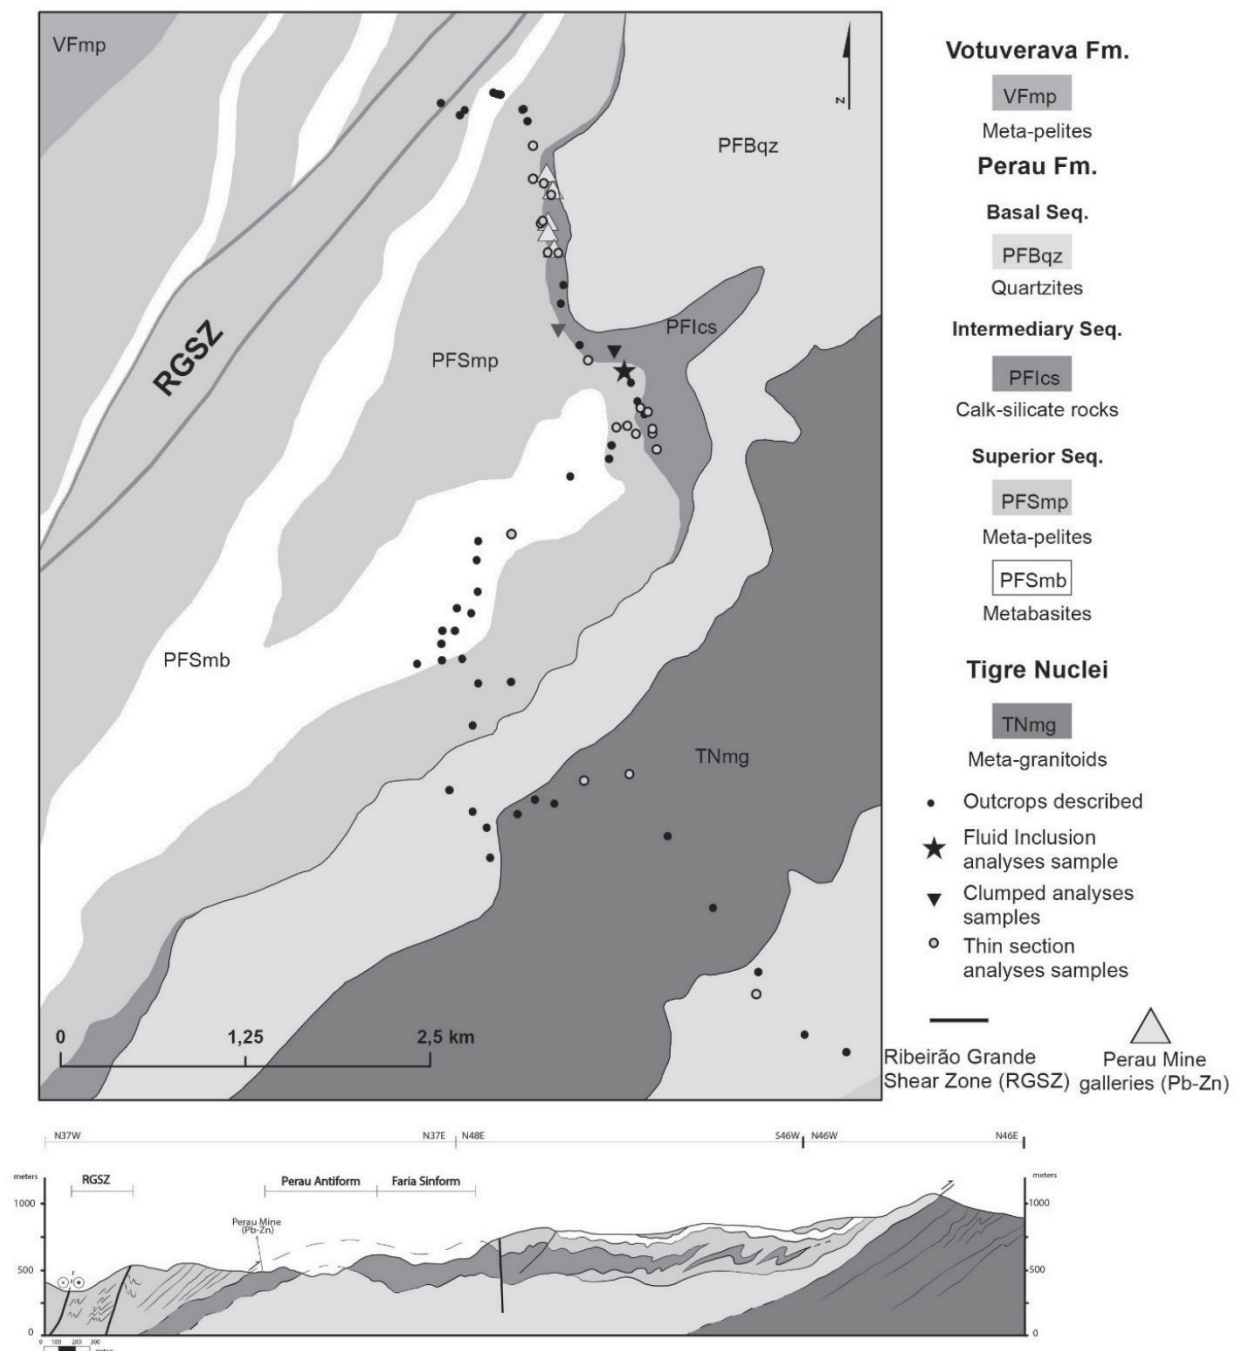 VFmp
N
PFBqz
PFIcs
RGSZ
PFSmp
PFSmb
TNmg
0 1,25 2,5 km
Votuverava Fm.
VFmp
Meta-pelites
Perau Fm.
Basal Seq.
PFBqz
Quartzites
Intermediary Seq.
PFIcs
Calk-silicate rocks
Superior Seq.
PFSmp
Meta-pelites
PFSmb
Metabasites
Tigre Nuclei
TNmg
Meta-granitoids
Outcrops described
Fluid Inclusion
analyses sample
Clumped analyses
samples
Thin section
analyses samples
Ribeirão Grande
Shear Zone (RGSZ)
Perau Mine
galleries (Pb-Zn)
N37W N37E N48E S46W N46W N46E
meters RGSZ Perau Antiform Faria Sinform meters
1000 1000
Perau Mine
(Pb-Zn)
500 500
0 0
0 100 200 300